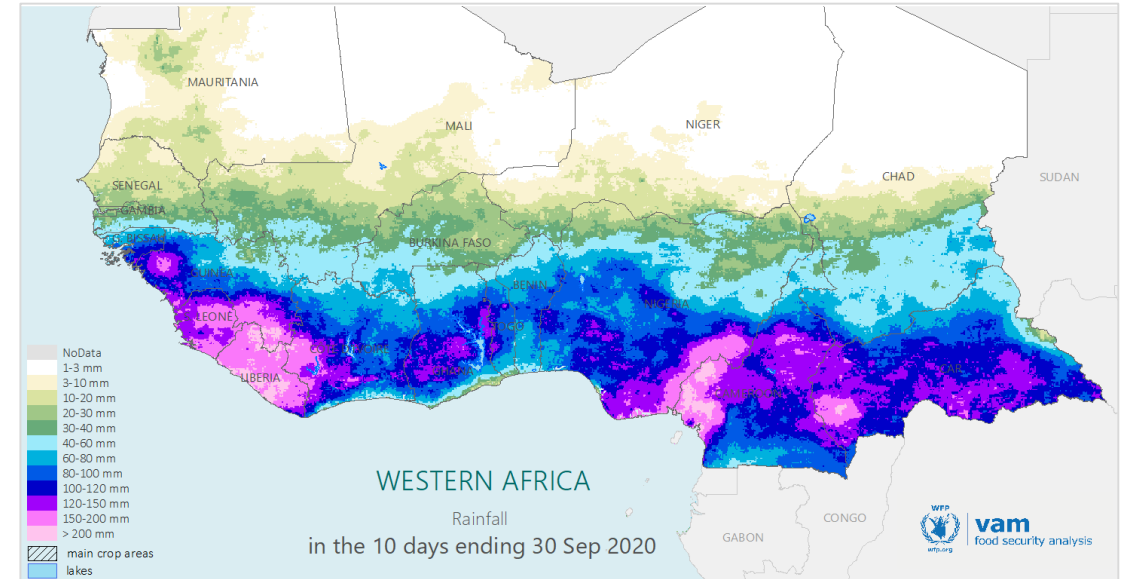 MAURITANIA
MALI
NIGER
CHAD
SUDAN
SENEGAL
GAMBIA
BISSAU
BURKINA FASO
GUINEA
BENIN
NIGERIA
TOGO
LEONE
GHANA
LIBERIA
CAMEROON
CAR
CONGO
GABON
NoData
1-3 mm
3-10 mm
10-20 mm
20-30 mm
30-40 mm
40-60 mm
60-80 mm
80-100 mm
100-120 mm
120-150 mm
150-200 mm
> 200 mm
main crop areas
lakes
WESTERN AFRICA
Rainfall
in the 10 days ending 30 Sep 2020
WFP
wfp.org
vam
food security analysis